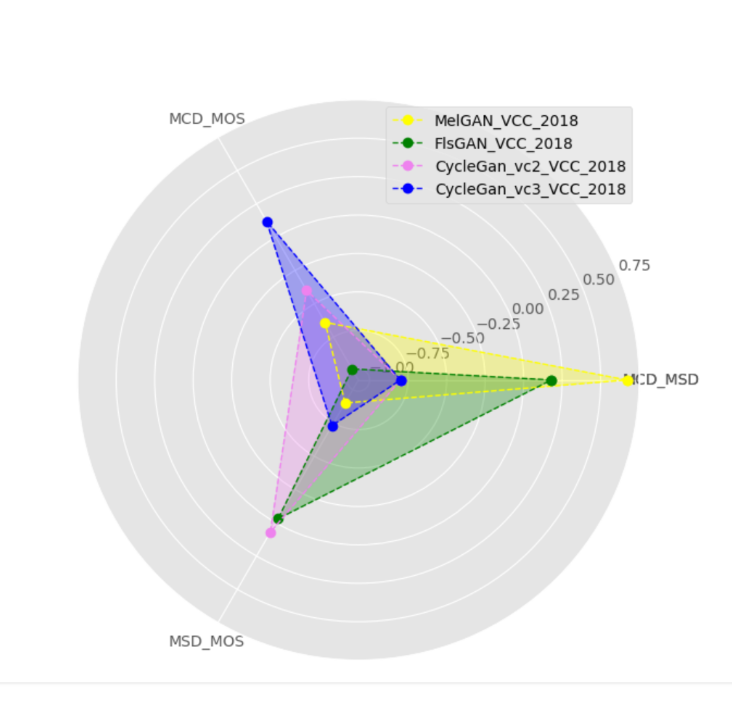 MCD_MOS
MelGAN_VCC_2018
FlsGAN_VCC_2018
CycleGan_vc2_VCC_2018
CycleGan_vc3_VCC_2018
0.75
0.50
0.25
0.00
−0.25
−0.50
−0.75
MCD_MSD
MSD_MOS